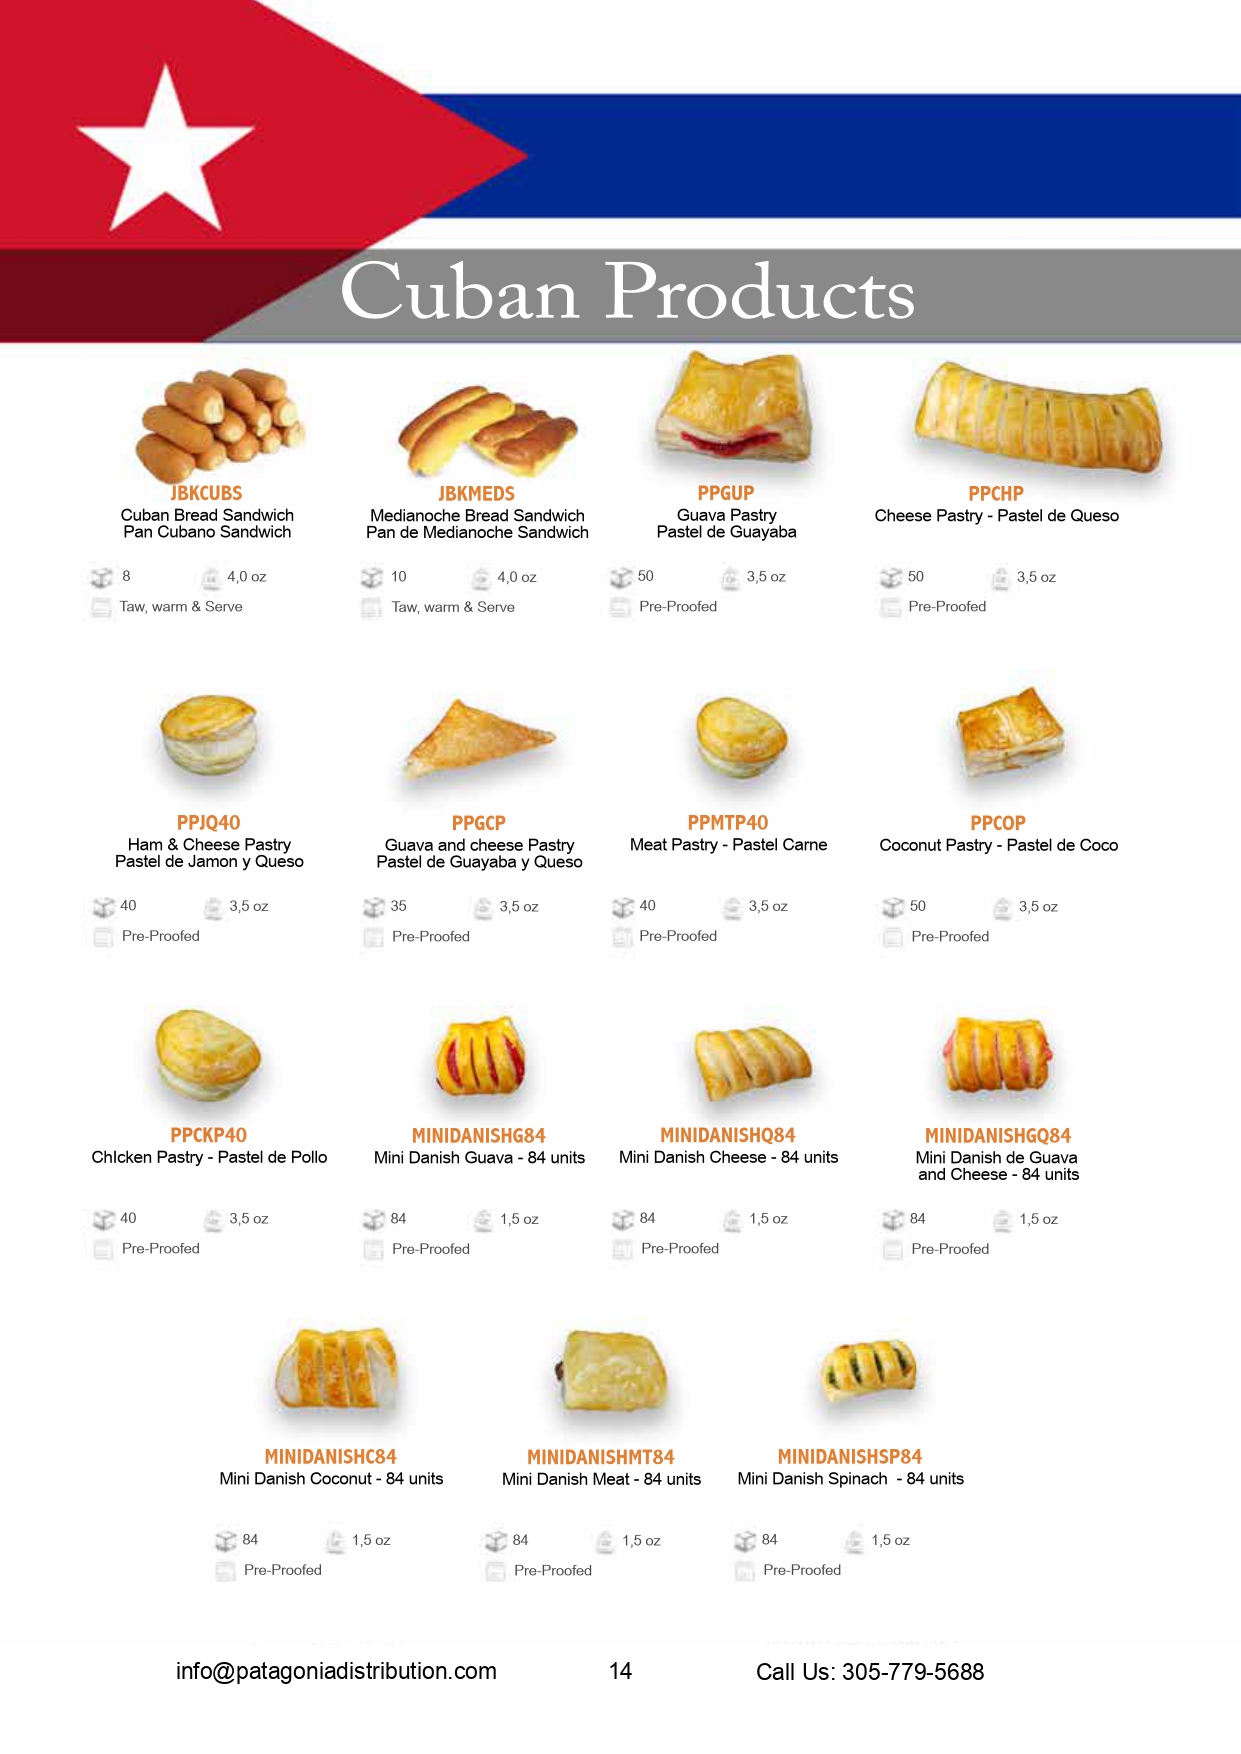 Cuban Products
JBKCUBS
Cuban Bread Sandwich
Pan Cubano Sandwich
8 4,0 oz
Taw, warm & Serve
JBKMEDS
Medianoche Bread Sandwich
Pan de Medianoche Sandwich
10 4,0 oz
Taw, warm & Serve
PPGUP
Guava Pastry
Pastel de Guayaba
50 3,5 oz
Pre-Proofed
PPCHP
Cheese Pastry - Pastel de Queso
50 3,5 oz
Pre-Proofed
PPJQ40
Ham & Cheese Pastry
Pastel de Jamon y Queso
40 3,5 oz
Pre-Proofed
PPGCP
Guava and cheese Pastry
Pastel de Guayaba y Queso
35 3,5 oz
Pre-Proofed
PPMTP40
Meat Pastry - Pastel Carne
40 3,5 oz
Pre-Proofed
PPCOP
Coconut Pastry - Pastel de Coco
50 3,5 oz
Pre-Proofed
PPCKP40
ChIcken Pastry - Pastel de Pollo
40 3,5 oz
Pre-Proofed
MINIDANISHG84
Mini Danish Guava - 84 units
84 1,5 oz
Pre-Proofed
MINIDANISHQ84
Mini Danish Cheese - 84 units
84 1,5 oz
Pre-Proofed
MINIDANISHGQ84
Mini Danish de Guava
and Cheese - 84 units
84 1,5 oz
Pre-Proofed
MINIDANISHC84
Mini Danish Coconut - 84 units
84 1,5 oz
Pre-Proofed
MINIDANISHMT84
Mini Danish Meat - 84 units
84 1,5 oz
Pre-Proofed
MINIDANISHSP84
Mini Danish Spinach  - 84 units
84 1,5 oz
Pre-Proofed
info@patagoniadistribution.com 14 Call Us: 305-779-5688